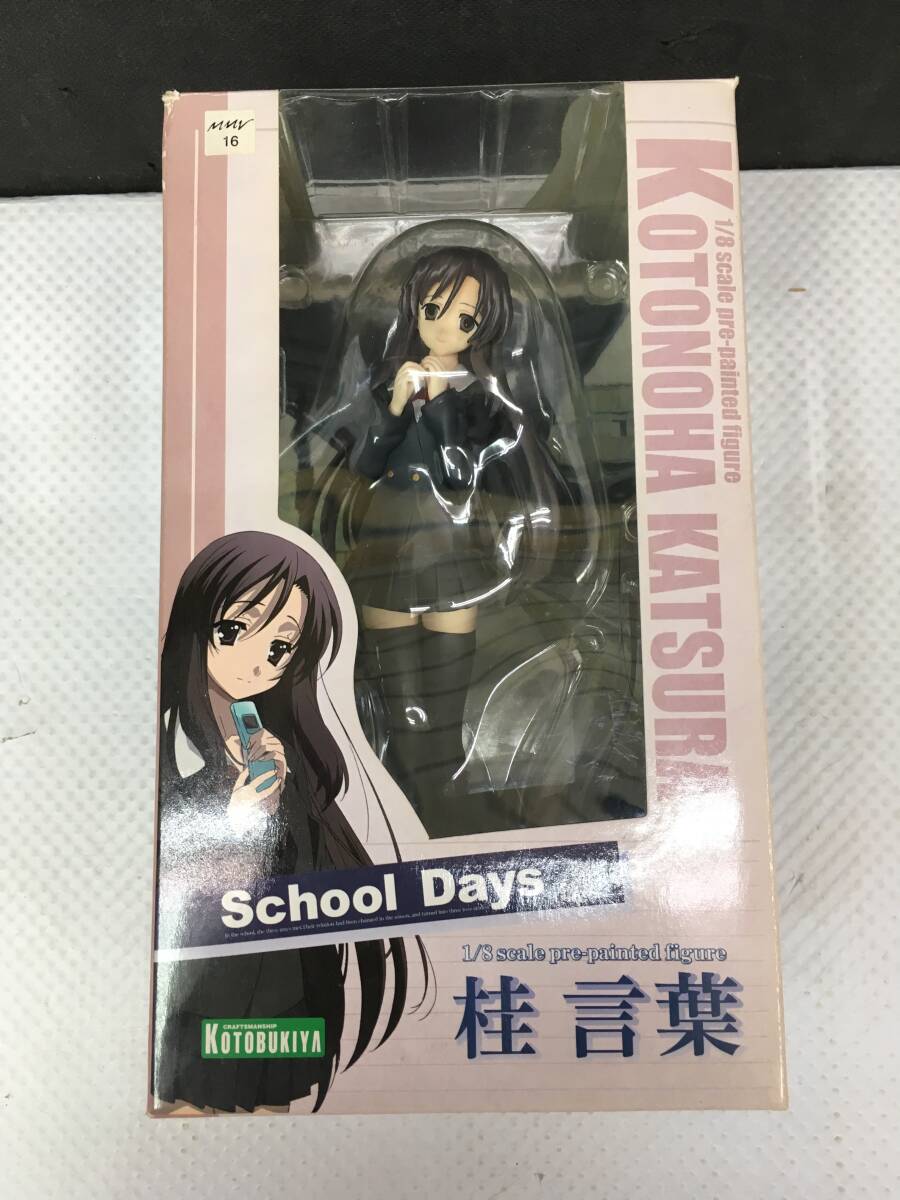 MMV
16
1/8 scale pre-painted figure
KOTONOHA KATSURA
School Days
1/8 scale pre-painted figure
桂 言葉
CRAFTSMANSHIP
KOTOBUKIYA